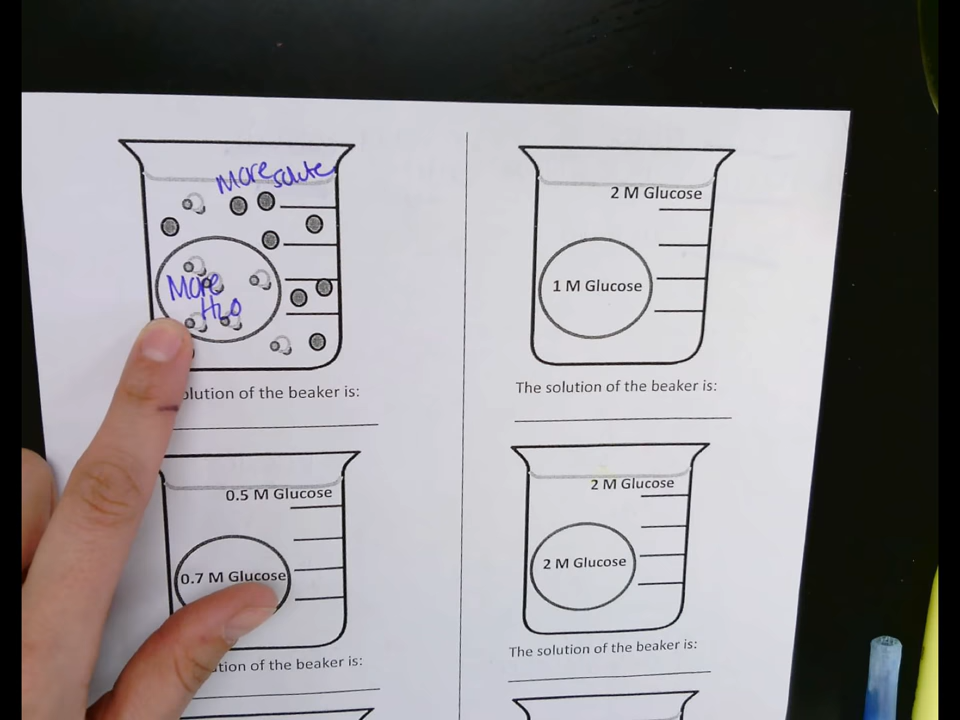 More solute
More
H2O
2 M Glucose
1 M Glucose
olution of the beaker is:
The solution of the beaker is:
0.5 M Glucose
0.7 M Glucose
2 M Glucose
2 M Glucose
ution of the beaker is:
The solution of the beaker is: